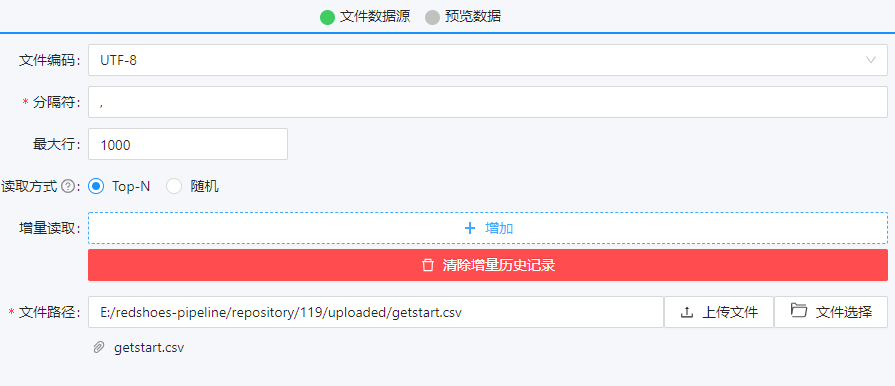 文件数据源 预览数据
文件编码: UTF-8
* 分隔符: ,
最大行: 1000
读取方式 ?: Top-N 随机
增量读取: + 增加
清除增量历史记录
* 文件路径: E:/redshoes-pipeline/repository/119/uploaded/getstart.csv 上传文件 文件选择
getstart.csv